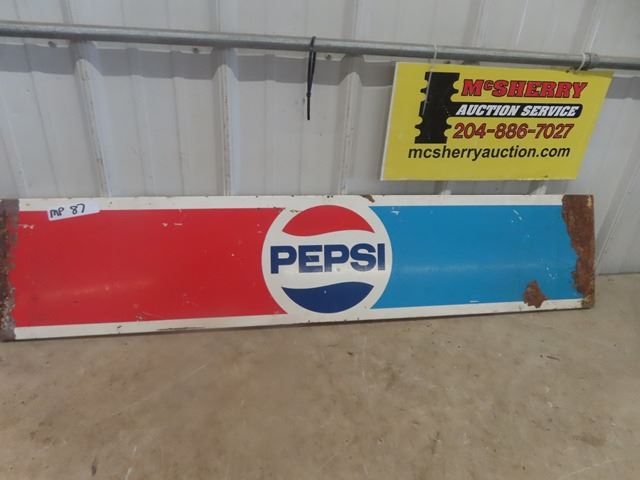 McSHERRY
AUCTION SERVICE
204-886-7027
mcsherryauction.com
MP 87
PEPSI